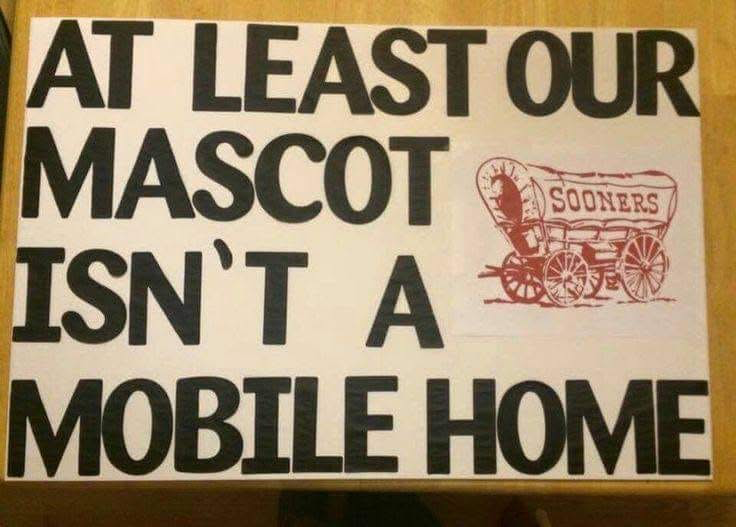 AT LEAST OUR
MASCOT
SOONERS
ISN'T A
MOBILE HOME